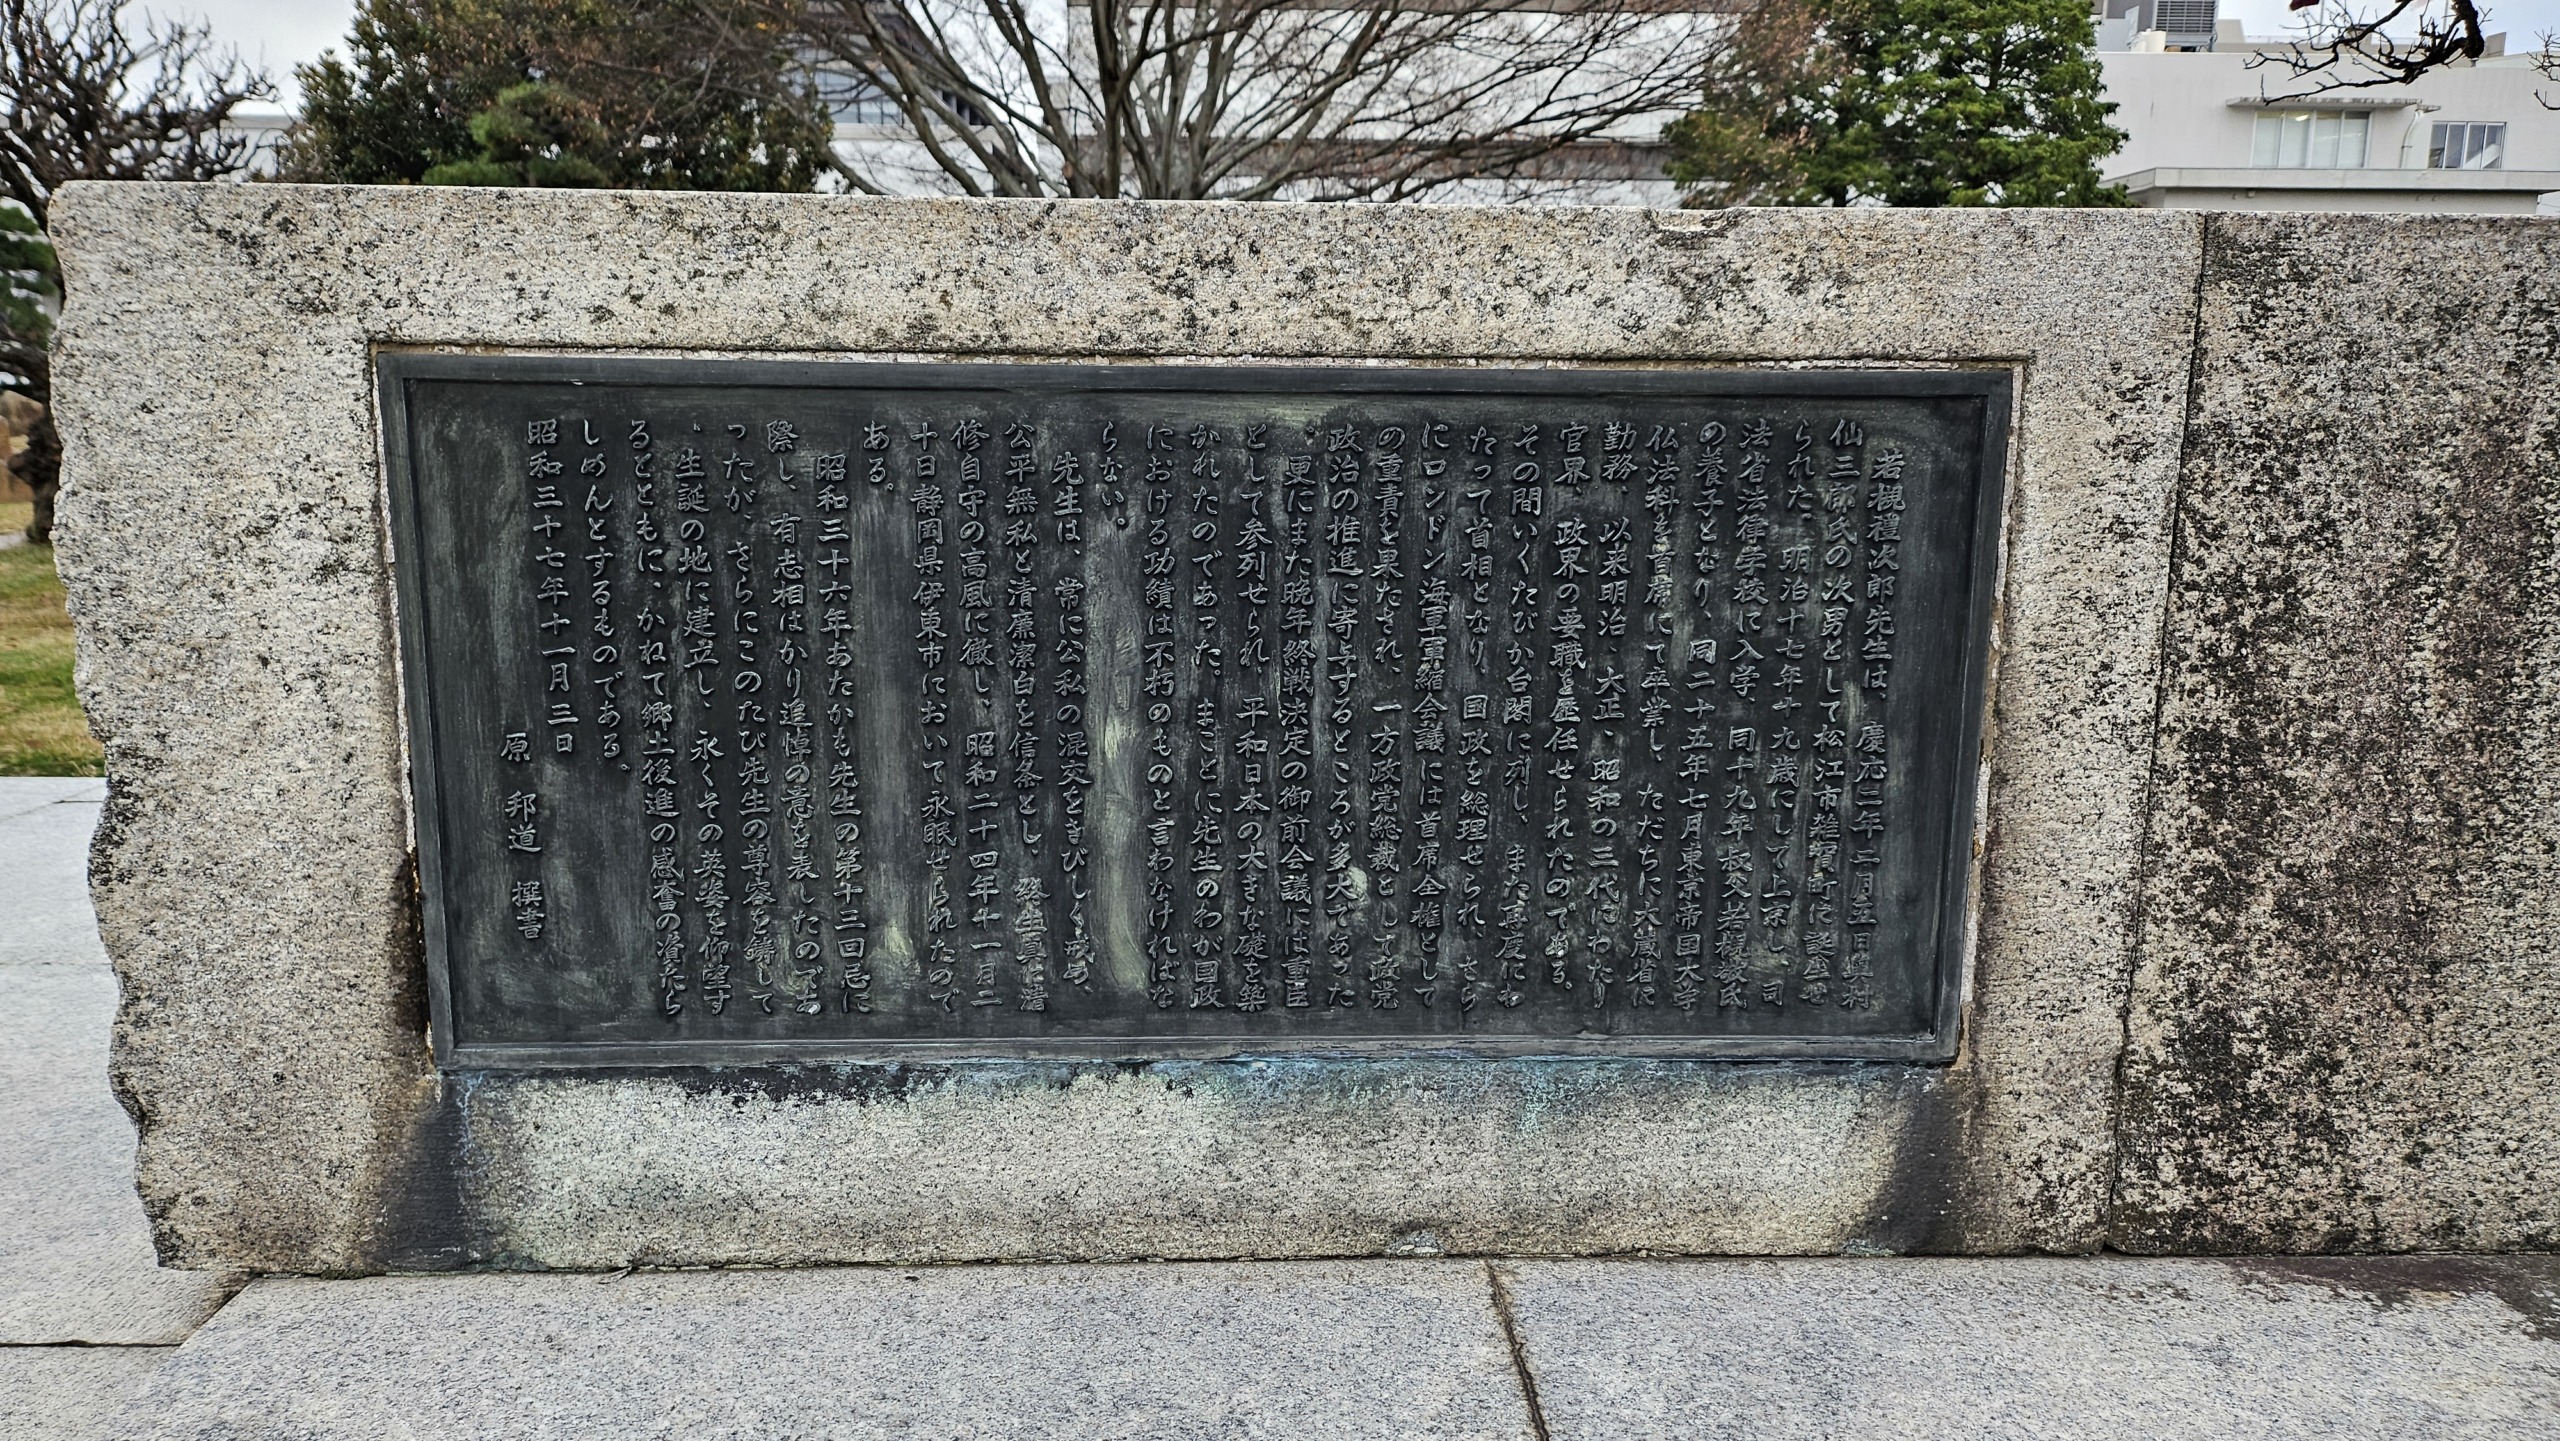 若槻禮次郎先生は、慶応二年二月五日奥村
仙三郎氏の次男として松江市雑賀町に誕生せ
られた。明治十七年十九歳にして上京し、司
法省法律学校に入学、同十九年叔父若槻敬氏
の養子となり、同二十五年七月東京帝国大学
仏法科を首席にて卒業し、ただちに大蔵省に
勤務、以来明治、大正、昭和の三代にわたり
官界、政界の要職を歴任せられたのである。
その間いくたびか台閣に列し、また再度にわ
たって首相となり、国政を総理せられ、さら
にロンドン海軍軍縮会議には首席全権として
の重責を果たされ、一方政党総裁として政党
政治の推進に寄与するところが多大であった
。更にまた晩年終戦決定の御前会議には重臣
として参列せられ、平和日本の大きな礎を築
かれたのであった。まことに先生のわが国政
における功績は不朽のものと言わなければな
らない。
先生は、常に公私の混交をきびしく戒め、
公平無私と清廉潔白を信条とし、終生真に清
修自守の高風に徹し、昭和二十四年十一月二
十日静岡県伊東市において永眠せられたので
ある。
昭和三十六年あたかも先生の第十三回忌に
際し、有志相はかり追悼の意を表したのであ
ったが、さらにこのたび先生の尊容を鋳して
、生誕の地に建立し、永くその英姿を仰望す
るとともに、かねて郷土後進の感奮の資たら
しめんとするものである。
昭和三十七年十一月三日
原 邦道 撰書